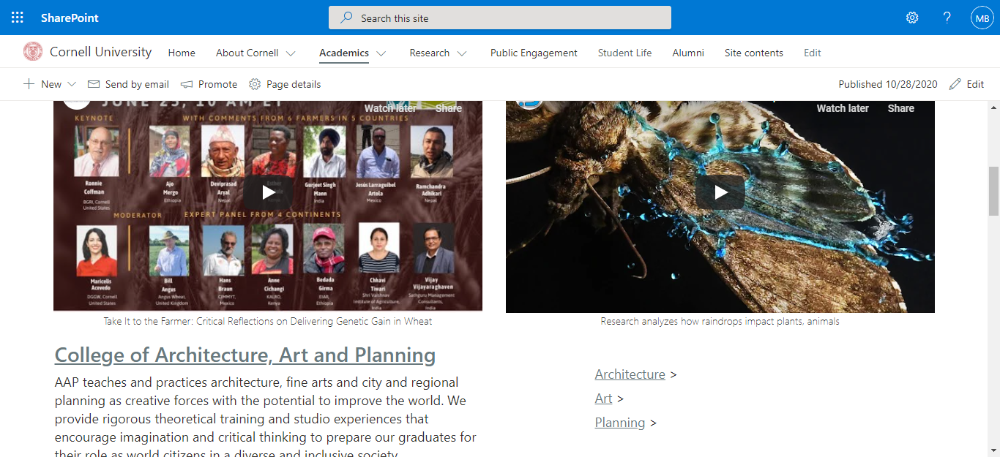 SharePoint
Search this site
?
MB
Cornell University
Home
About Cornell
Academics
Research
Public Engagement
Student Life
Alumni
Site contents
Edit
New
Send by email
Promote
Page details
Published 10/28/2020
Edit
JUNE 25, 10 AM ET
Watch later
Share
KEYNOTE
WITH COMMENTS FROM 6 FARMERS IN 5 COUNTRIES
Ronnie
Coffman
BGRI, Cornell
United States
Ajo
Mergo
Ethiopia
Deviprasad
Aryal
Nepal
Gurjeet Singh
Mann
India
Jesús Larraguibel
Artola
Mexico
Ramchandra
Adhikari
Nepal
MODERATOR
EXPERT PANEL FROM 4 CONTINENTS
Maricelis
Acevedo
DGGW, Cornell
United States
Bill
Angus
Angus Wheat,
United Kingdom
Hans
Braun
CIMMYT,
Mexico
Anne
Cichangi
KALRO,
Kenya
Bedada
Girma
EIAR,
Ethiopia
Chhavi
Tiwari
Shri Vaishnav
Institute of Agriculture,
India
Vijay
Vijayaraghaven
Sathguru Management
Consultants,
India
Take It to the Farmer: Critical Reflections on Delivering Genetic Gain in Wheat
Watch later
Share
Research analyzes how raindrops impact plants, animals
College of Architecture, Art and Planning
AAP teaches and practices architecture, fine arts and city and regional
planning as creative forces with the potential to improve the world. We
provide rigorous theoretical training and studio experiences that
encourage imagination and critical thinking to prepare our graduates for
their role as world citizens in a diverse and inclusive society.
Architecture >
Art >
Planning >